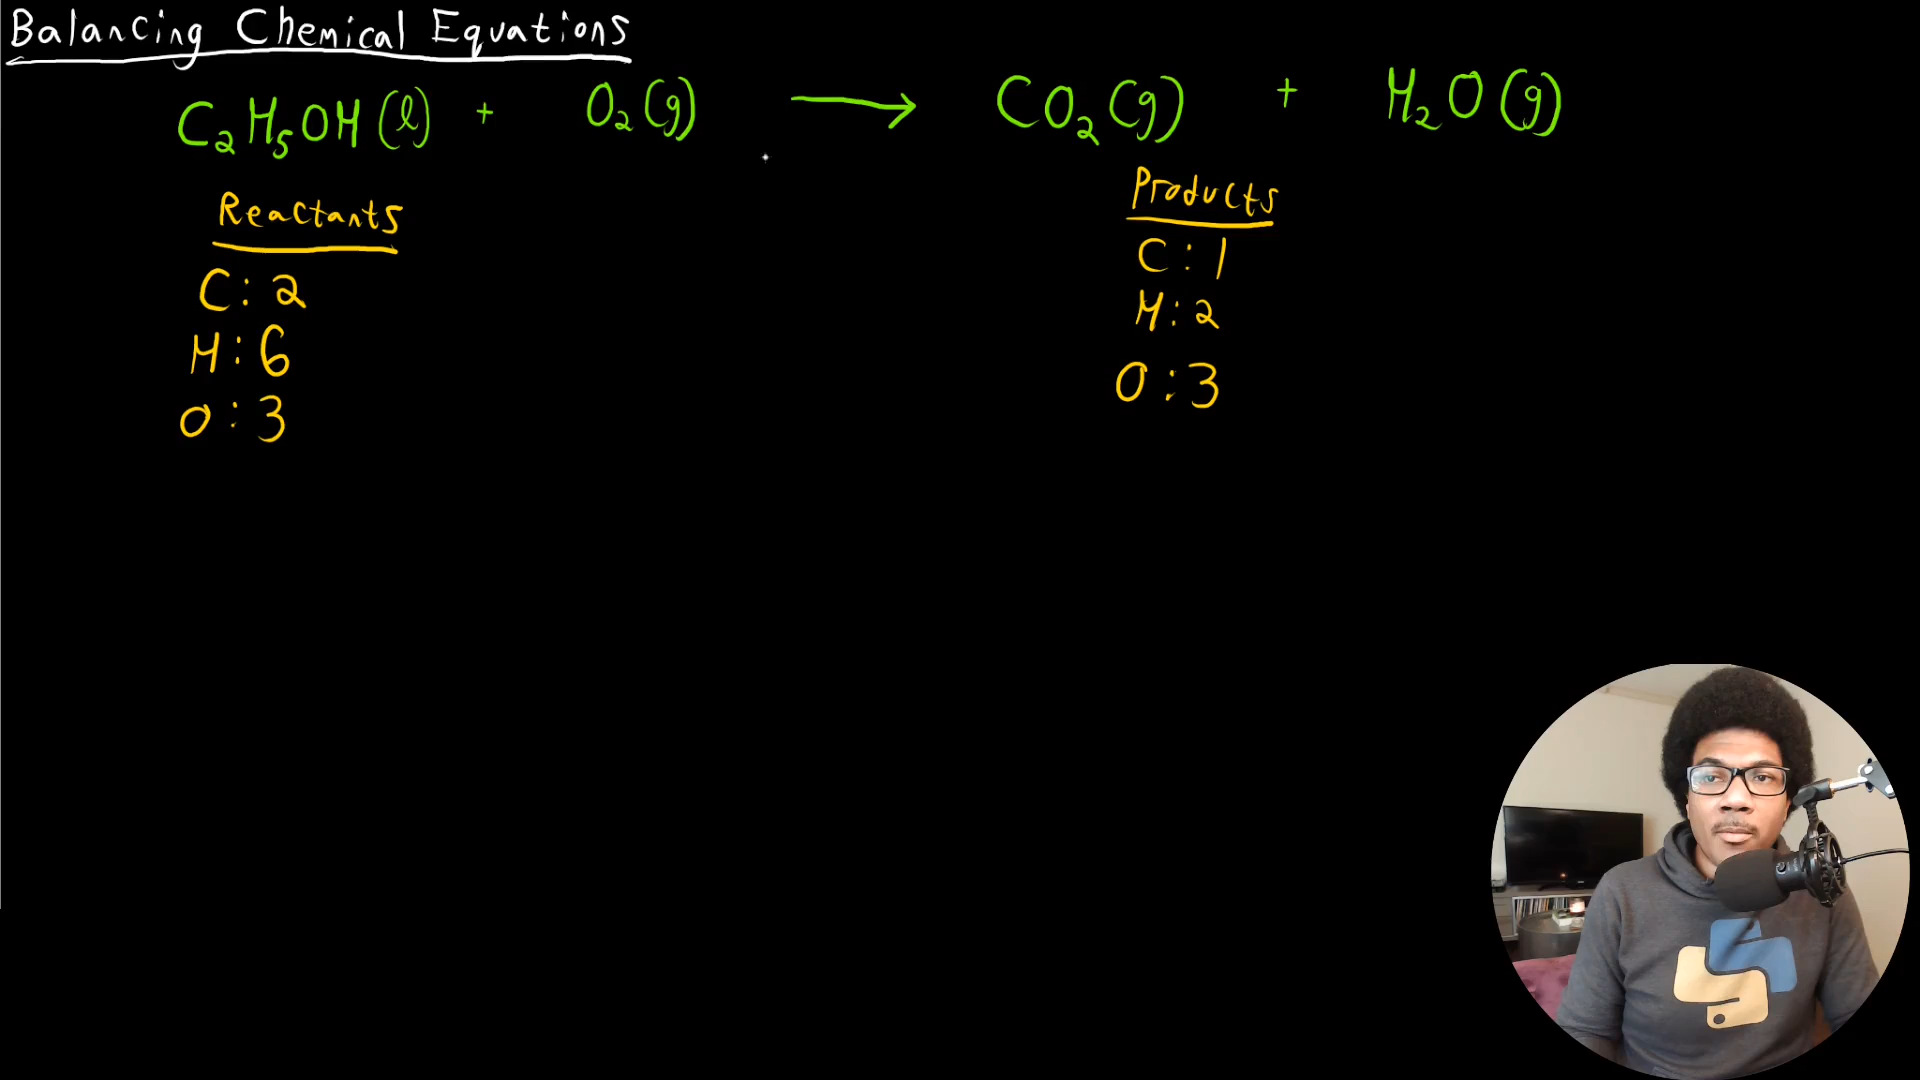 Balancing Chemical Equations
C₂H₅OH(l) + O₂(g) → CO₂(g) + H₂O(g)
Reactants
C: 2
H: 6
O: 3
Products
C: 1
H: 2
O: 3